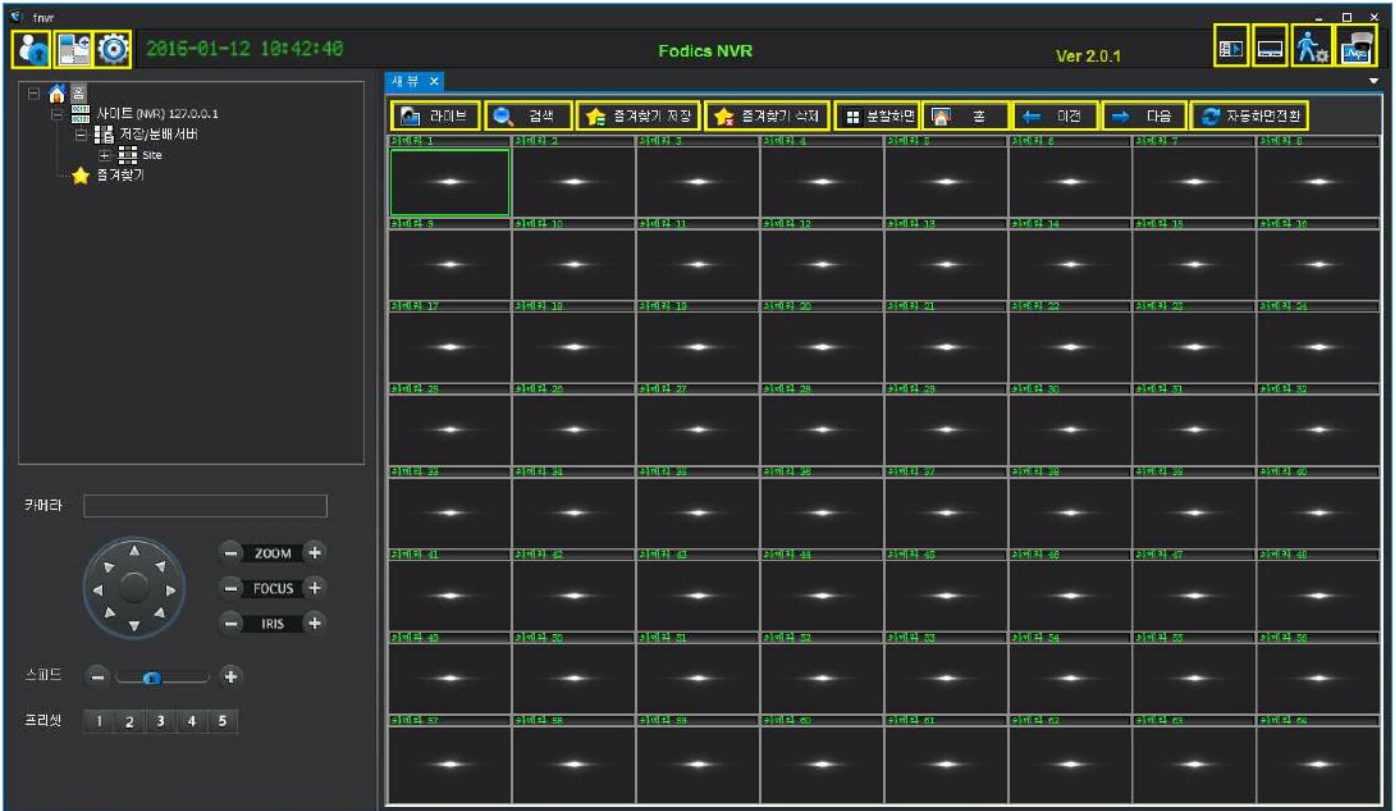 fnvr
2016-01-12 10:42:40
Fodics NVR
Ver 2.0.1
새 뷰
홈
사이트 (NVR) 127.0.0.1
저장/분배 서버
Site
즐겨찾기
라이브 검색 즐겨찾기 저장 즐겨찾기 삭제 분할화면 홈 이전 다음 자동화면전환
카메라 1 카메라 2 카메라 3 카메라 4 카메라 5 카메라 6 카메라 7 카메라 8
카메라 9 카메라 10 카메라 11 카메라 12 카메라 13 카메라 14 카메라 15 카메라 16
카메라 17 카메라 18 카메라 19 카메라 20 카메라 21 카메라 22 카메라 23 카메라 24
카메라 25 카메라 26 카메라 27 카메라 28 카메라 29 카메라 30 카메라 31 카메라 32
카메라 33 카메라 34 카메라 35 카메라 36 카메라 37 카메라 38 카메라 39 카메라 40
카메라 41 카메라 42 카메라 43 카메라 44 카메라 45 카메라 46 카메라 47 카메라 48
카메라 49 카메라 50 카메라 51 카메라 52 카메라 53 카메라 54 카메라 55 카메라 56
카메라 57 카메라 58 카메라 59 카메라 60 카메라 61 카메라 62 카메라 63 카메라 64
카메라
ZOOM
FOCUS
IRIS
스피드
프리셋 1 2 3 4 5